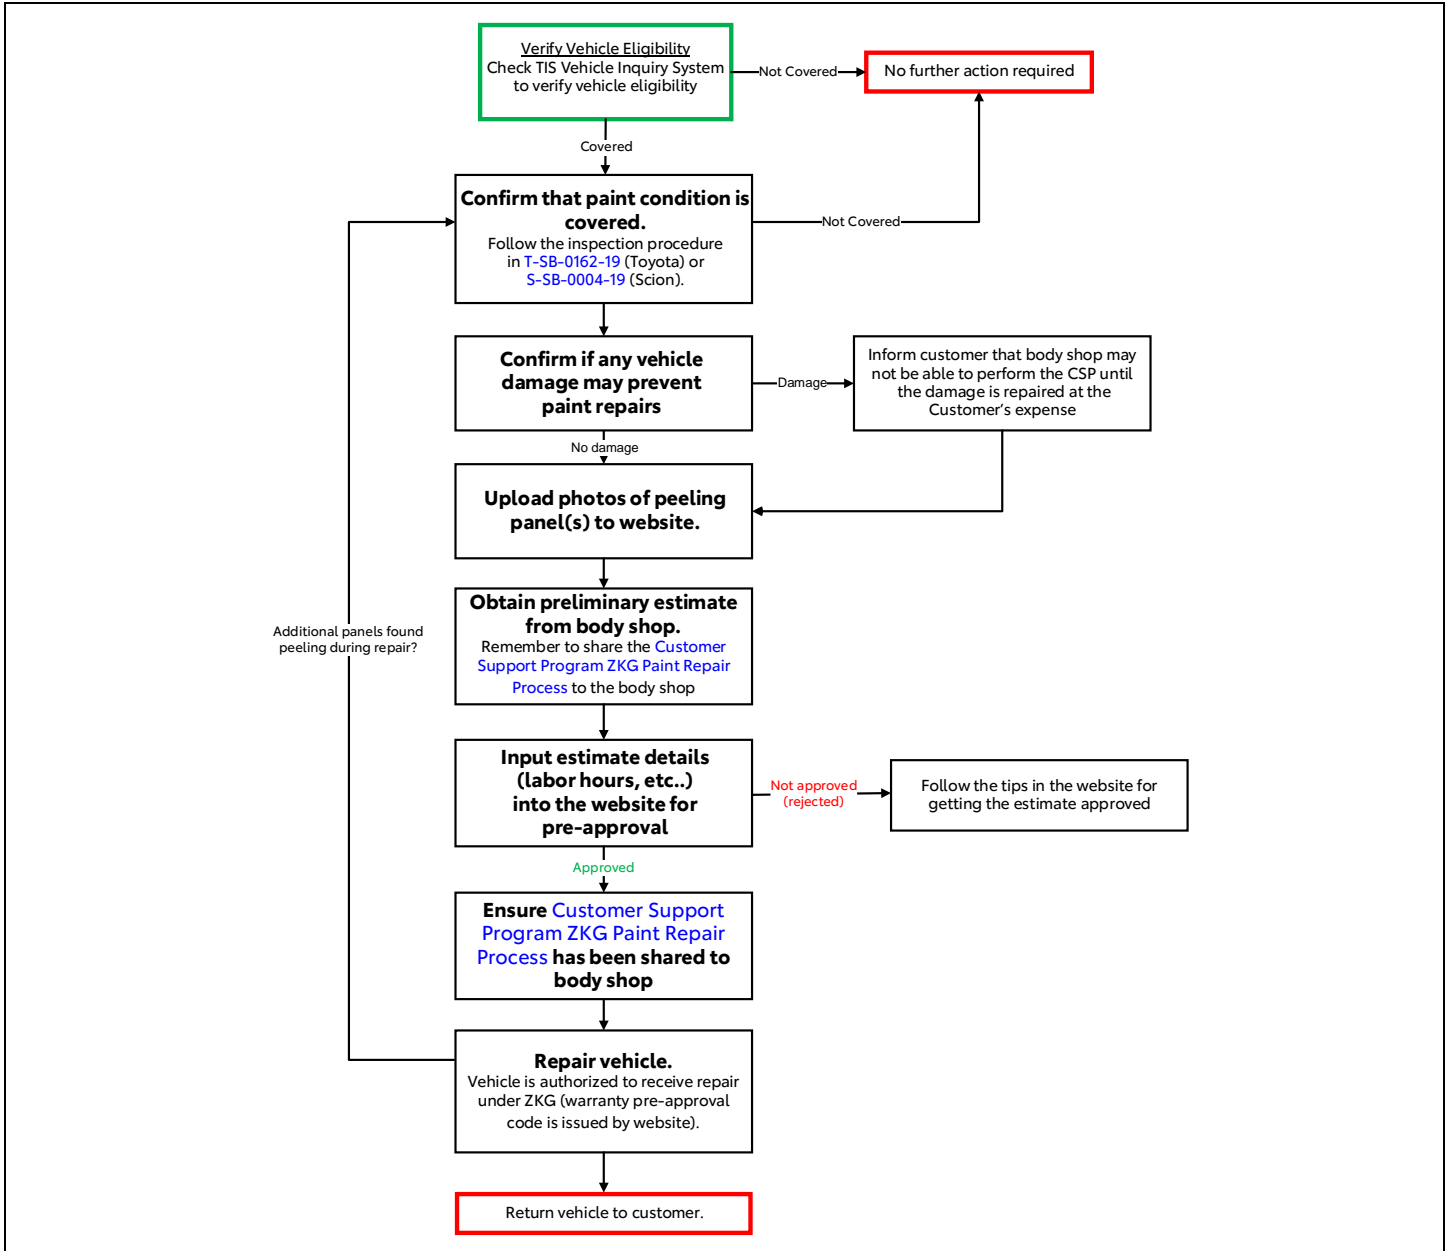 Verify Vehicle Eligibility
Check TIS Vehicle Inquiry System
to verify vehicle eligibility
Not Covered
No further action required
Covered
Confirm that paint condition is
covered.
Follow the inspection procedure
in T-SB-0162-19 (Toyota) or
S-SB-0004-19 (Scion).
Not Covered
Confirm if any vehicle
damage may prevent
paint repairs
Damage
Inform customer that body shop may
not be able to perform the CSP until
the damage is repaired at the
Customer’s expense
No damage
Upload photos of peeling
panel(s) to website.
Obtain preliminary estimate
from body shop.
Remember to share the Customer
Support Program ZKG Paint Repair
Process to the body shop
Additional panels found
peeling during repair?
Input estimate details
(labor hours, etc..)
into the website for
pre-approval
Not approved
(rejected)
Follow the tips in the website for
getting the estimate approved
Approved
Ensure Customer Support
Program ZKG Paint Repair
Process has been shared to
body shop
Repair vehicle.
Vehicle is authorized to receive repair
under ZKG (warranty pre-approval
code is issued by website).
Return vehicle to customer.